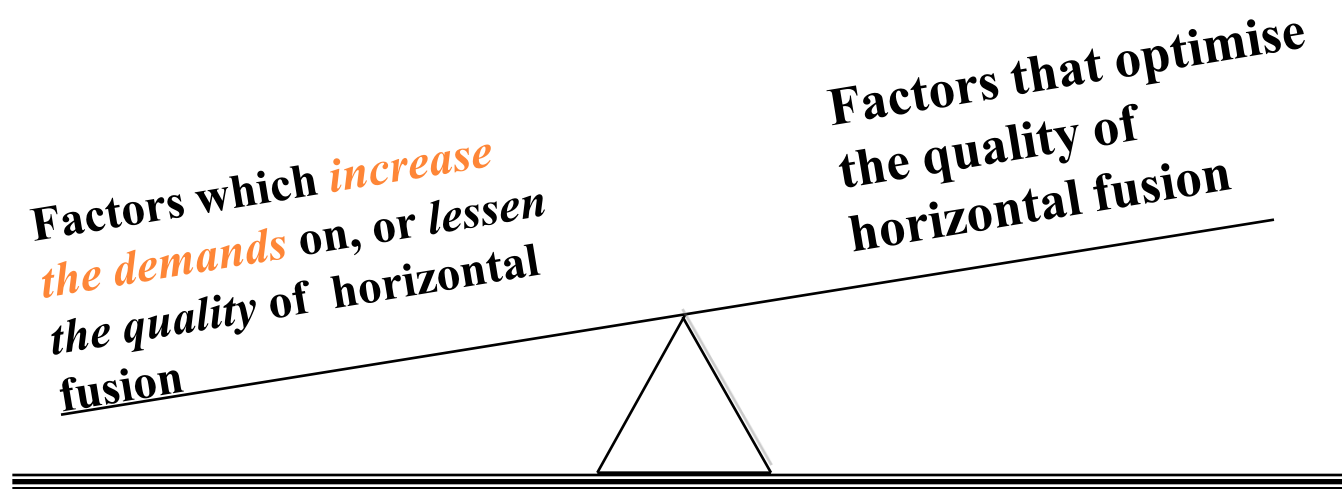 Factors which increase
the demands on, or lessen
the quality of horizontal
fusion
Factors that optimise
the quality of
horizontal fusion